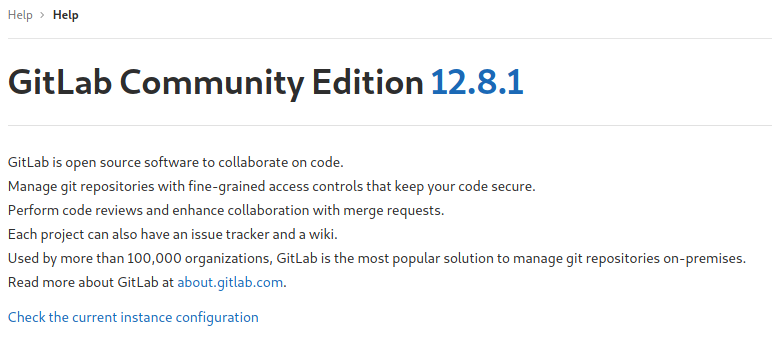 Help > Help
GitLab Community Edition 12.8.1
GitLab is open source software to collaborate on code.
Manage git repositories with fine-grained access controls that keep your code secure.
Perform code reviews and enhance collaboration with merge requests.
Each project can also have an issue tracker and a wiki.
Used by more than 100,000 organizations, GitLab is the most popular solution to manage git repositories on-premises.
Read more about GitLab at about.gitlab.com.
Check the current instance configuration